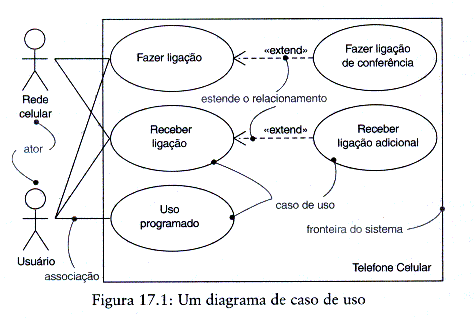 Fazer ligação
«extend»
Fazer ligação
de conferência
Rede
celular
estende o relacionamento
Receber
ligação
«extend»
Receber
ligação adicional
ator
Uso
programado
caso de uso
fronteira do sistema
Usuário
associação
Telefone Celular
Figura 17.1: Um diagrama de caso de uso